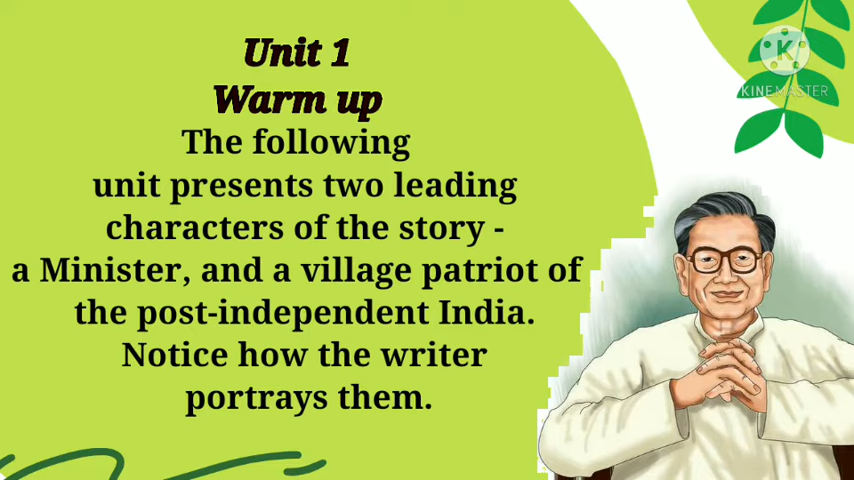 Unit 1
Warm up
The following
unit presents two leading
characters of the story -
a Minister, and a village patriot of
the post-independent India.
Notice how the writer
portrays them.
K
KINEMASTER